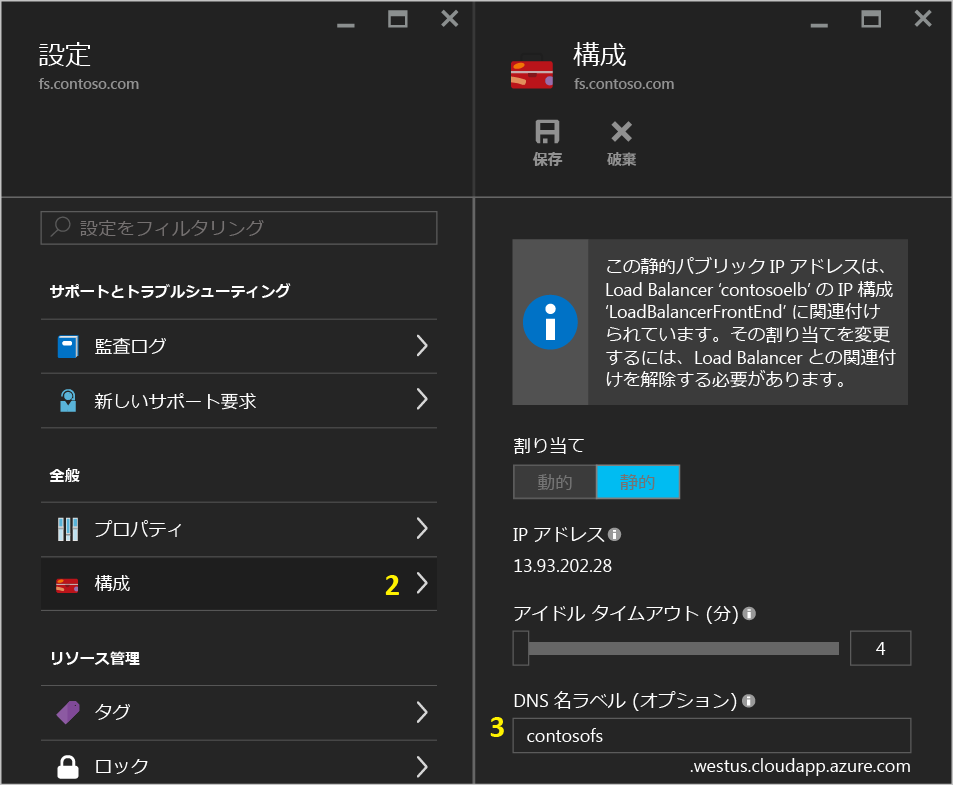 設定
fs.contoso.com
設定をフィルタリング
サポートとトラブルシューティング
監査ログ
新しいサポート要求
全般
プロパティ
構成
2
リソース管理
タグ
ロック
構成
fs.contoso.com
保存
破棄
この静的パブリック IP アドレスは、
Load Balancer ‘contosoelb’ の IP 構成
‘LoadBalancerFrontEnd’ に関連付け
られています。その割り当てを変更
するには、Load Balancer との関連付
けを解除する必要があります。
割り当て
動的 静的
IP アドレス
13.93.202.28
アイドル タイムアウト (分)
4
DNS 名ラベル (オプション)
3
contosofs
.westus.cloudapp.azure.com